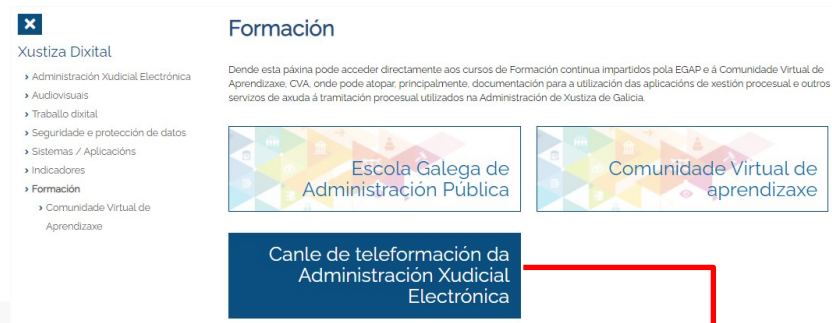 Xustiza Dixital
Administración Xudicial Electrónica
Audiovisuais
Traballo dixital
Seguridade e protección de datos
Sistemas / Aplicacións
Indicadores
Formación
Comunidade Virtual de
Aprendizaxe
Formación
Dende esta páxina pode acceder directamente aos cursos de Formación continua impartidos pola EGAP e á Comunidade Virtual de
Aprendizaxe, CVA, onde pode atopar, principalmente, documentación para a utilización das aplicacións de xestión procesual e outros
servizos de axuda á tramitación procesual utilizados na Administración de Xustiza de Galicia.
Escola Galega de
Administración Pública
Comunidade Virtual de
aprendizaxe
Canle de teleformación da
Administración Xudicial
Electrónica